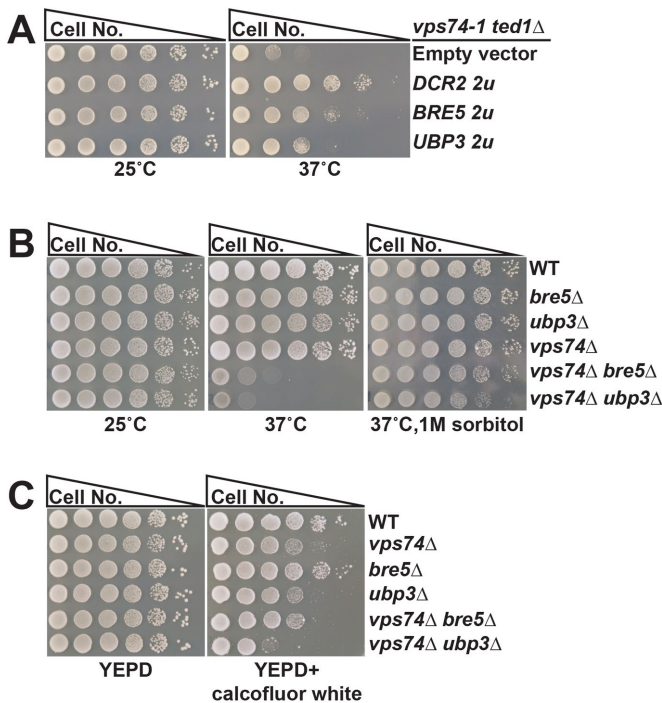 A
Cell No.
Cell No.
vps74-1 ted1Δ
Empty vector
DCR2 2u
BRE5 2u
UBP3 2u
25˚C
37˚C
B
Cell No.
Cell No.
Cell No.
WT
bre5Δ
ubp3Δ
vps74Δ
vps74Δ bre5Δ
vps74Δ ubp3Δ
25˚C
37˚C
37˚C,1M sorbitol
C
Cell No.
Cell No.
WT
vps74Δ
bre5Δ
ubp3Δ
vps74Δ bre5Δ
vps74Δ ubp3Δ
YEPD
YEPD+
calcofluor white